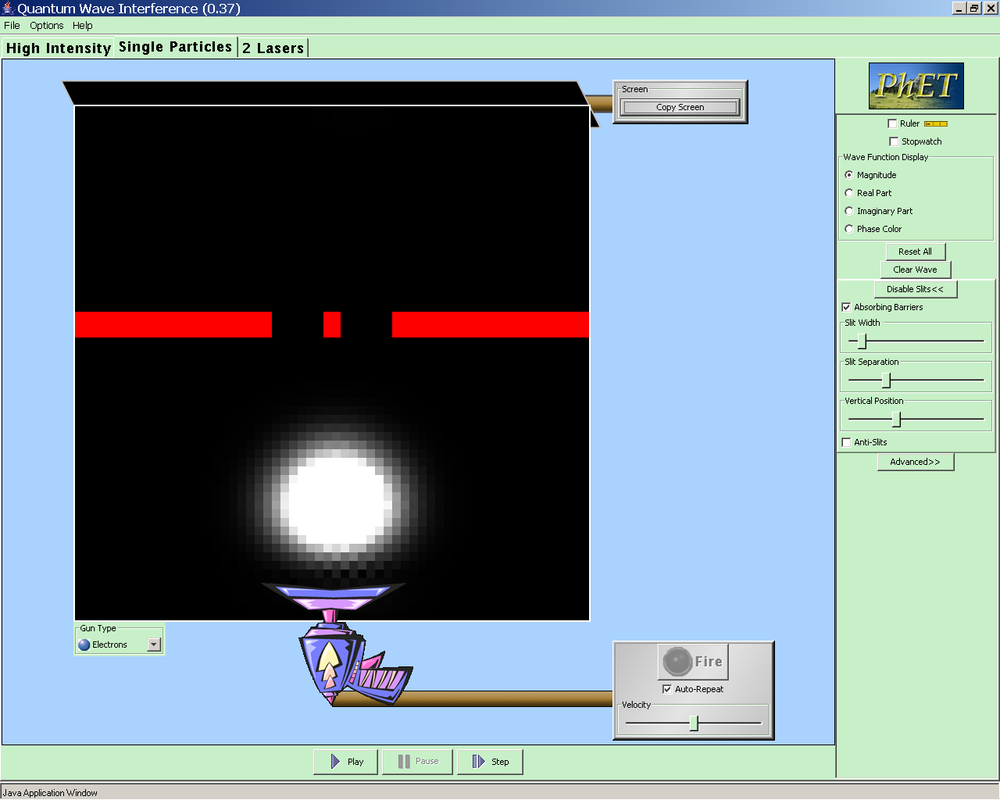 Quantum Wave Interference (0.37)
File Options Help
High Intensity Single Particles 2 Lasers
Screen
Copy Screen
PhET
Ruler
Stopwatch
Wave Function Display
Magnitude
Real Part
Imaginary Part
Phase Color
Reset All
Clear Wave
Disable Slits<<
Absorbing Barriers
Slit Width
Slit Separation
Vertical Position
Anti-Slits
Advanced>>
Gun Type
Electrons
Fire
Auto-Repeat
Velocity
Play Pause Step
Java Application Window